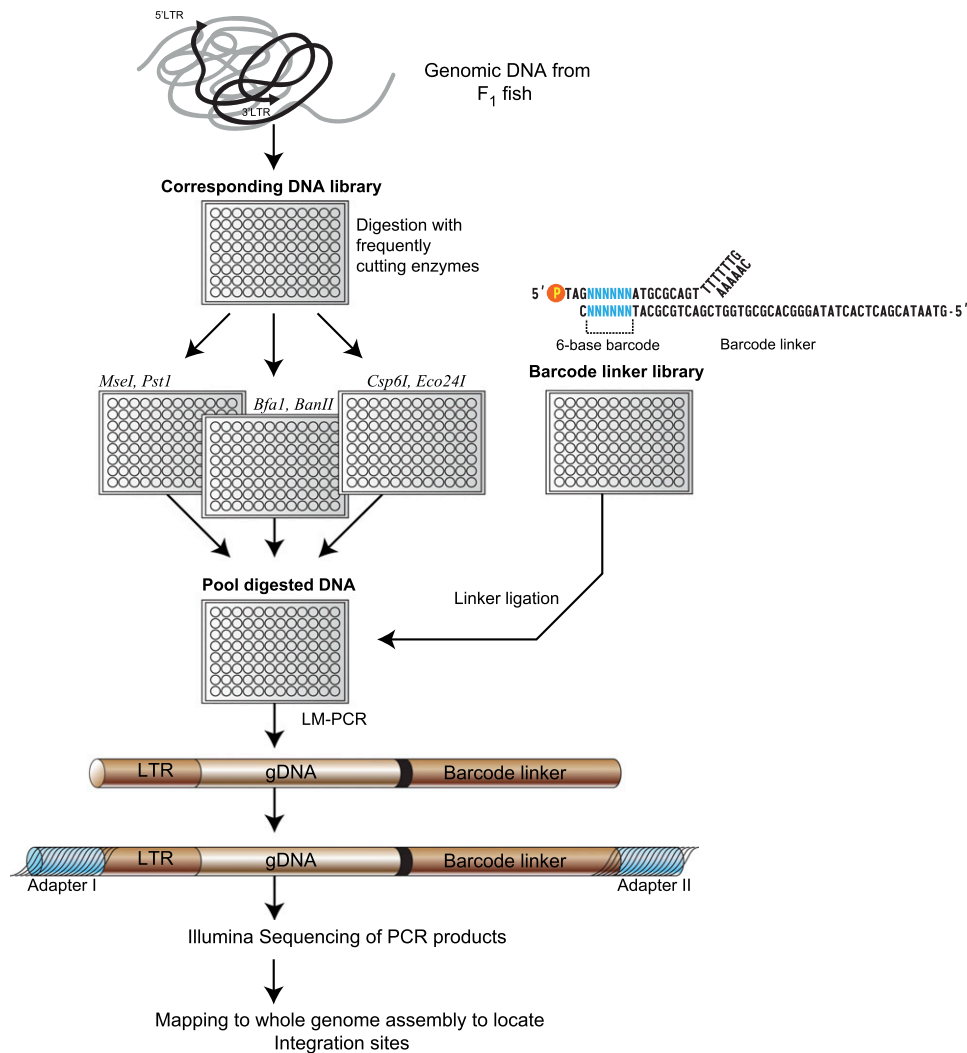 5'LTR
3'LTR
Genomic DNA from
F1 fish
Corresponding DNA library
Digestion with
frequently
cutting enzymes
5' P TAGNNNNNNATGCGCAGT
TTTTTTG
AAAAAC
CNNNNNNTACGCGTCAGCTGGTGCGCACGGGATATCACTCAGCATAATG-5'
6-base barcode
Barcode linker
Barcode linker library
MseI, Pst1
Bfa1, BanII
Csp6I, Eco24I
Pool digested DNA
Linker ligation
LM-PCR
LTR gDNA Barcode linker
LTR gDNA Barcode linker
Adapter I
Adapter II
Illumina Sequencing of PCR products
Mapping to whole genome assembly to locate
Integration sites